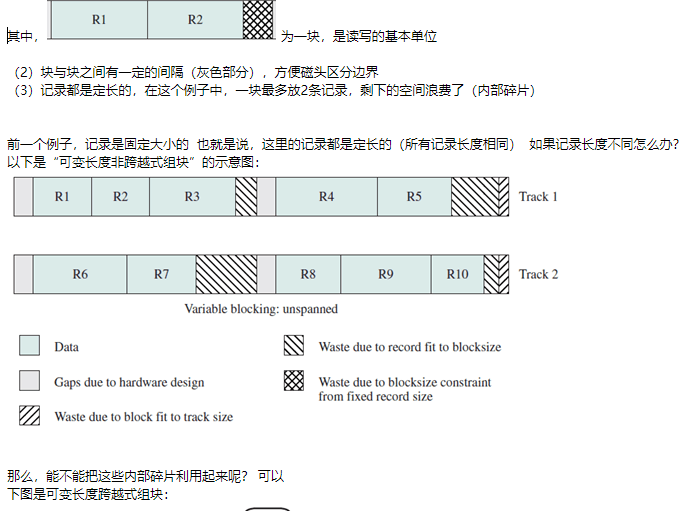 R1 R2
其中， 为一块，是读写的基本单位
（2）块与块之间有一定的间隔（灰色部分），方便磁头区分边界
（3）记录都是定长的，在这个例子中，一块最多放2条记录，剩下的空间浪费了（内部碎片）
前一个例子，记录是固定大小的 也就是说，这里的记录都是定长的（所有记录长度相同） 如果记录长度不同怎么办？
以下是“可变长度非跨越式组块”的示意图：
R1 R2 R3 R4 R5 Track 1
R6 R7 R8 R9 R10 Track 2
Variable blocking: unspanned
Data
Waste due to record fit to blocksize
Gaps due to hardware design
Waste due to blocksize constraint
from fixed record size
Waste due to block fit to track size
那么，能不能把这些内部碎片利用起来呢？ 可以
下图是可变长度跨越式组块：